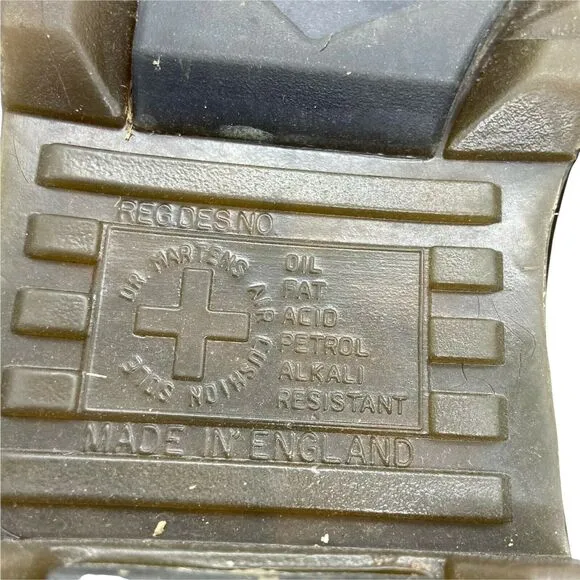 REG.DES.NO
DR. MARTENS AIR CUSHION SOLE
OIL
FAT
ACID
PETROL
ALKALI
RESISTANT
MADE IN ENGLAND